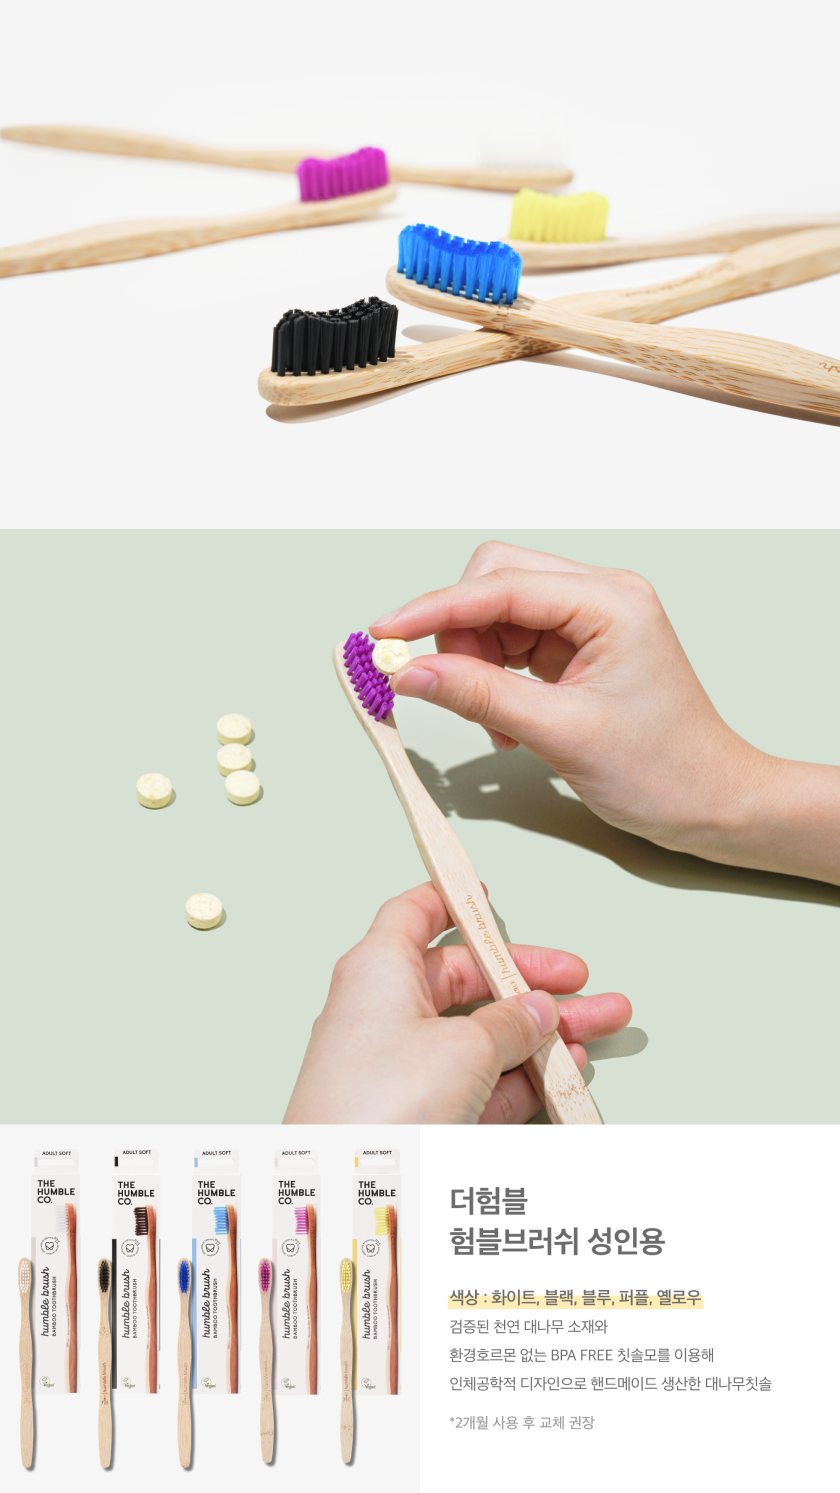 humble brush
ADULT SOFT
THE
HUMBLE
CO.
humble brush
BAMBOO TOOTHBRUSH
ADULT SOFT
THE
HUMBLE
CO.
humble brush
BAMBOO TOOTHBRUSH
ADULT SOFT
THE
HUMBLE
CO.
humble brush
BAMBOO TOOTHBRUSH
ADULT SOFT
THE
HUMBLE
CO.
humble brush
BAMBOO TOOTHBRUSH
ADULT SOFT
THE
HUMBLE
CO.
humble brush
BAMBOO TOOTHBRUSH
더험블
험블브러쉬 성인용
색상 : 화이트, 블랙, 블루, 퍼플, 옐로우
검증된 천연 대나무 소재와
환경호르몬 없는 BPA FREE 칫솔모를 이용해
인체공학적 디자인으로 핸드메이드 생산한 대나무칫솔
*2개월 사용 후 교체 권장